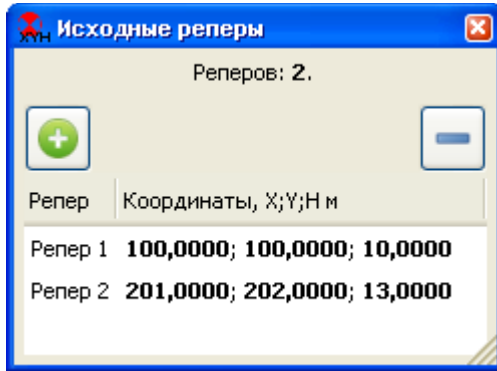 XYH Исходные реперы
Реперов: 2.
Репер Координаты, X;Y;H м
Репер 1 100,0000; 100,0000; 10,0000
Репер 2 201,0000; 202,0000; 13,0000